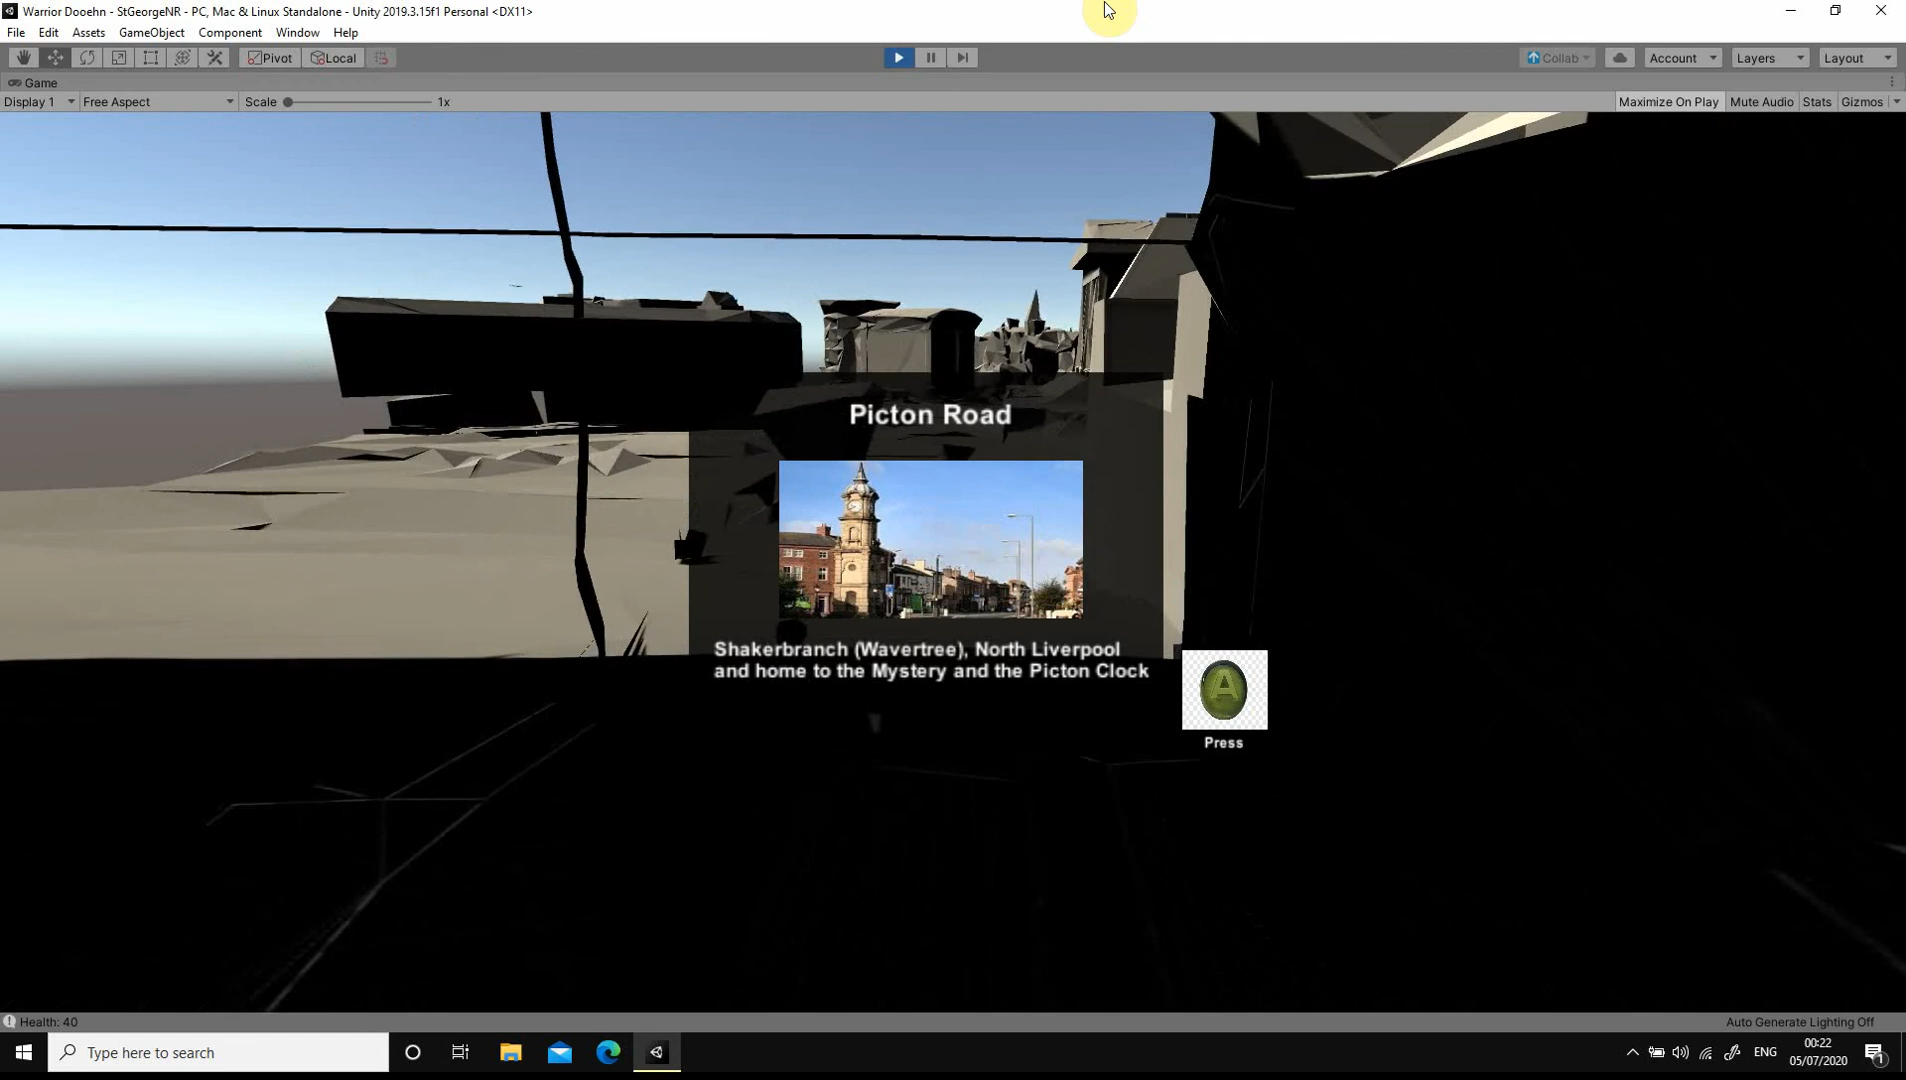 Warrior Dooehn - StGeorgeNR - PC, Mac & Linux Standalone - Unity 2019.3.15f1 Personal <DX11>
File Edit Assets GameObject Component Window Help
Pivot Local Collab Account Layers Layout
Game
Display 1 Free Aspect Scale 1x Maximize On Play Mute Audio Stats Gizmos
Picton Road
Shakerbranch (Wavertree), North Liverpool
and home to the Mystery and the Picton Clock
A
Press
Health: 40
Auto Generate Lighting Off
Type here to search
ENG
00:22
05/07/2020
1